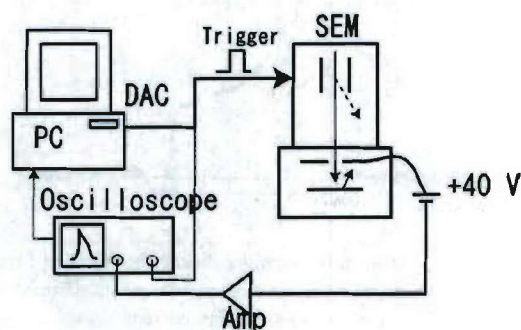 SEM
Trigger
DAC
PC
+40 V
Oscilloscope
Amp